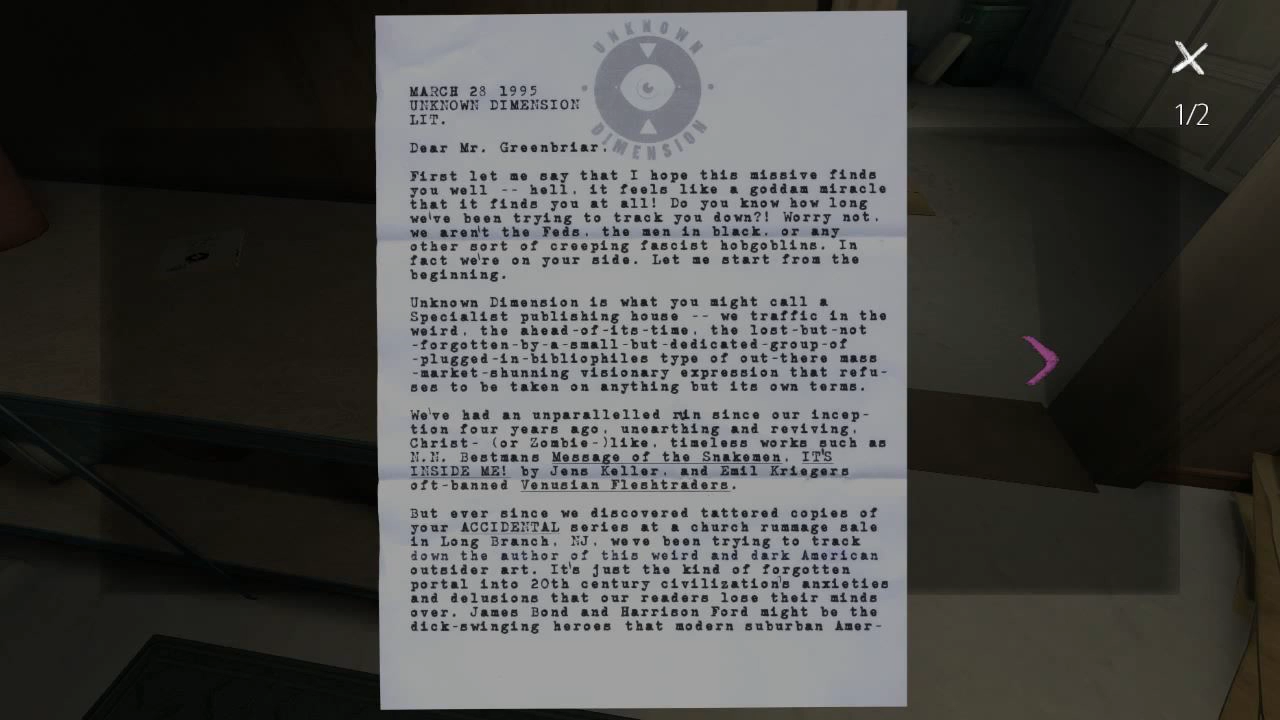 UNKNOWN
DIMENSION
1/2
MARCH 28 1995
UNKNOWN DIMENSION
LIT.
Dear Mr. Greenbriar,
First let me say that I hope this missive finds
you well -- hell, it feels like a goddam miracle
that it finds you at all! Do you know how long
we've been trying to track you down?! Worry not,
we aren't the Feds, the men in black, or any
other sort of creeping fascist hobgoblins. In
fact we're on your side. Let me start from the
beginning.
Unknown Dimension is what you might call a
Specialist publishing house -- we traffic in the
weird, the ahead-of-its-time, the lost-but-not
-forgotten-by-a-small-but-dedicated-group-of
-plugged-in-bibliophiles type of out-there mass
-market-shunning visionary expression that refu-
ses to be taken on anything but its own terms.
We've had an unparallelled run since our incep-
tion four years ago, unearthing and reviving,
Christ- (or Zombie-)like, timeless works such as
N.N. Bestmans Message of the Snakemen, IT'S
INSIDE ME! by Jens Keller, and Emil Kriegers
oft-banned Venusian Fleshtraders.
But ever since we discovered tattered copies of
your ACCIDENTAL series at a church rummage sale
in Long Branch, NJ, weve been trying to track
down the author of this weird and dark American
outsider art. It's just the kind of forgotten
portal into 20th century civilization's anxieties
and delusions that our readers lose their minds
over. James Bond and Harrison Ford might be the
dick-swinging heroes that modern suburban Amer-